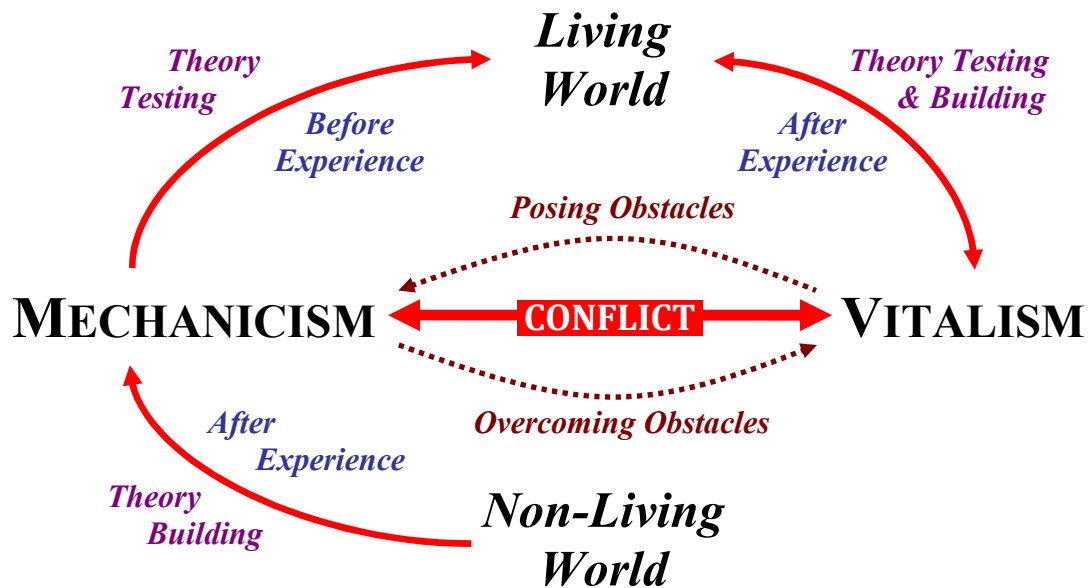 Living
World
Theory
Testing
Before
Experience
Theory Testing
& Building
After
Experience
Posing Obstacles
MECHANICISM
CONFLICT
VITALISM
Overcoming Obstacles
After
Experience
Theory
Building
Non-Living
World